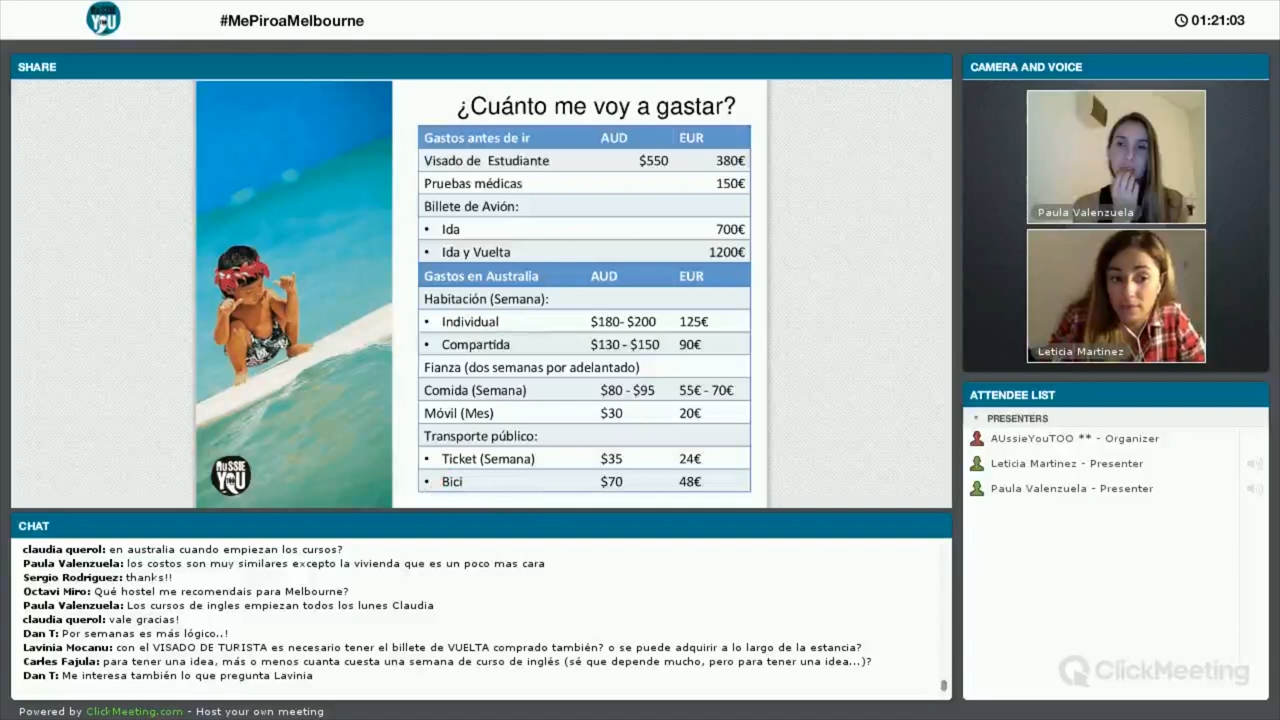 AUSSIE
YOU
TOO
#MePiroaMelbourne
01:21:03
SHARE
¿Cuánto me voy a gastar?
Gastos antes de ir AUD EUR
Visado de Estudiante $550 380€
Pruebas médicas 150€
Billete de Avión:
• Ida 700€
• Ida y Vuelta 1200€
Gastos en Australia AUD EUR
Habitación (Semana):
• Individual $180- $200 125€
• Compartida $130 - $150 90€
Fianza (dos semanas por adelantado)
Comida (Semana) $80 - $95 55€ - 70€
Móvil (Mes) $30 20€
Transporte público:
• Ticket (Semana) $35 24€
• Bici $70 48€
AUSSIE
YOU
TOO
CAMERA AND VOICE
Paula Valenzuela
Leticia Martinez
ATTENDEE LIST
PRESENTERS
AUssieYouTOO ** - Organizer
Leticia Martinez - Presenter
Paula Valenzuela - Presenter
CHAT
claudia querol: en australia cuando empiezan los cursos?
Paula Valenzuela: los costos son muy similares excepto la vivienda que es un poco mas cara
Sergio Rodriguez: thanks!!
Octavi Miro: Qué hostel me recomendais para Melbourne?
Paula Valenzuela: Los cursos de ingles empiezan todos los lunes Claudia
claudia querol: vale gracias!
Dan T: Por semanas es más lógico..!
Lavinia Mocanu: con el VISADO DE TURISTA es necesario tener el billete de VUELTA comprado también? o se puede adquirir a lo largo de la estancia?
Carles Fajula: para tener una idea, más o menos cuanta cuesta una semana de curso de inglés (sé que depende mucho, pero para tener una idea...)?
Dan T: Me interesa también lo que pregunta Lavinia
ClickMeeting
Powered by ClickMeeting.com - Host your own meeting